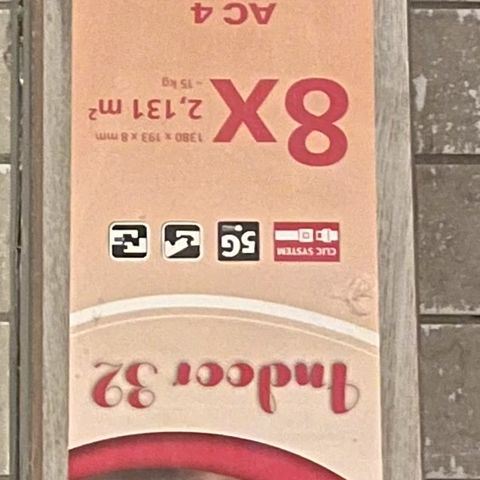 Indoor 32
CLIC SYSTEM
5G
8X
1380 x 193 x 8 mm
2,131 m²
~ 15 kg
AC 4